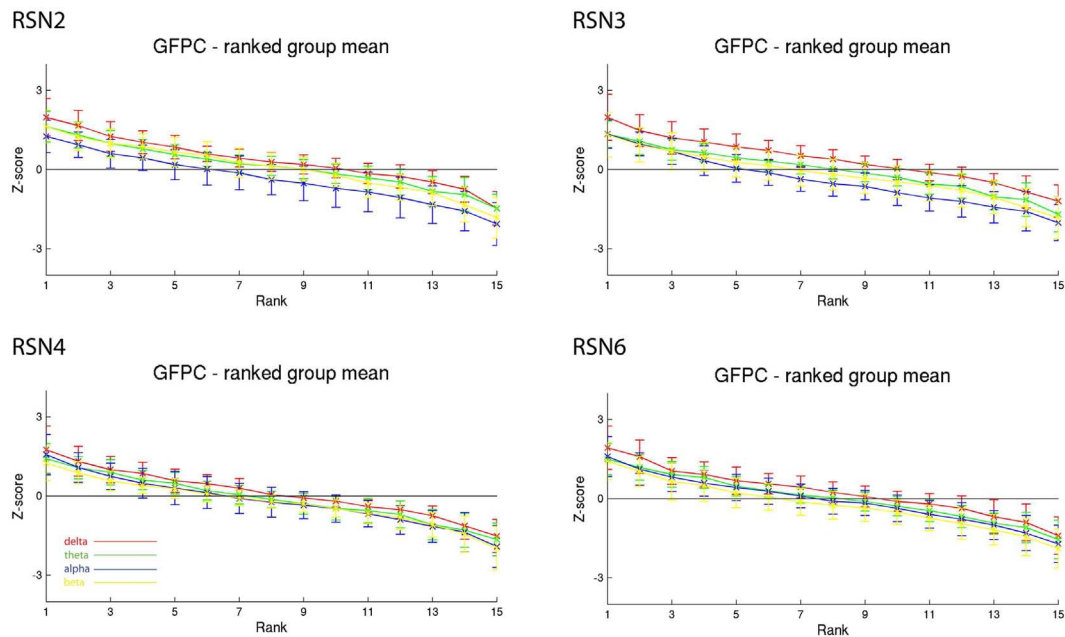 RSN2
GFPC - ranked group mean
Z-score
3
0
-3
1 3 5 7 9 11 13 15
Rank
RSN3
GFPC - ranked group mean
Z-score
3
0
-3
1 3 5 7 9 11 13 15
Rank
RSN4
GFPC - ranked group mean
Z-score
3
0
-3
delta
theta
alpha
beta
1 3 5 7 9 11 13 15
Rank
RSN6
GFPC - ranked group mean
Z-score
3
0
-3
1 3 5 7 9 11 13 15
Rank